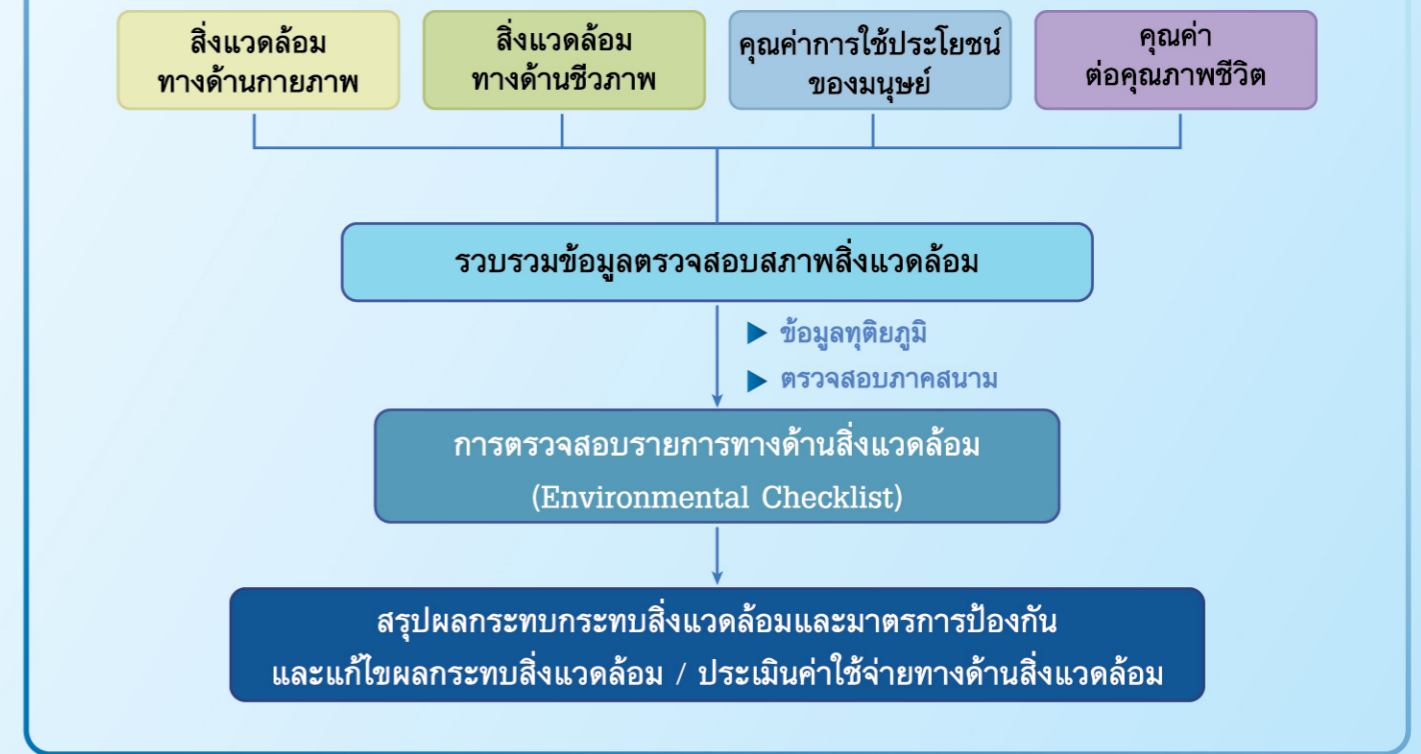 สิ่งแวดล้อม
ทางด้านกายภาพ
สิ่งแวดล้อม
ทางด้านชีวภาพ
คุณค่าการใช้ประโยชน์
ของมนุษย์
คุณค่า
ต่อคุณภาพชีวิต
รวบรวมข้อมูลตรวจสอบสภาพสิ่งแวดล้อม
ข้อมูลทุติยภูมิ
ตรวจสอบภาคสนาม
การตรวจสอบรายการทางด้านสิ่งแวดล้อม
(Environmental Checklist)
สรุปผลกระทบกระทบสิ่งแวดล้อมและมาตรการป้องกัน
และแก้ไขผลกระทบสิ่งแวดล้อม / ประเมินค่าใช้จ่ายทางด้านสิ่งแวดล้อม